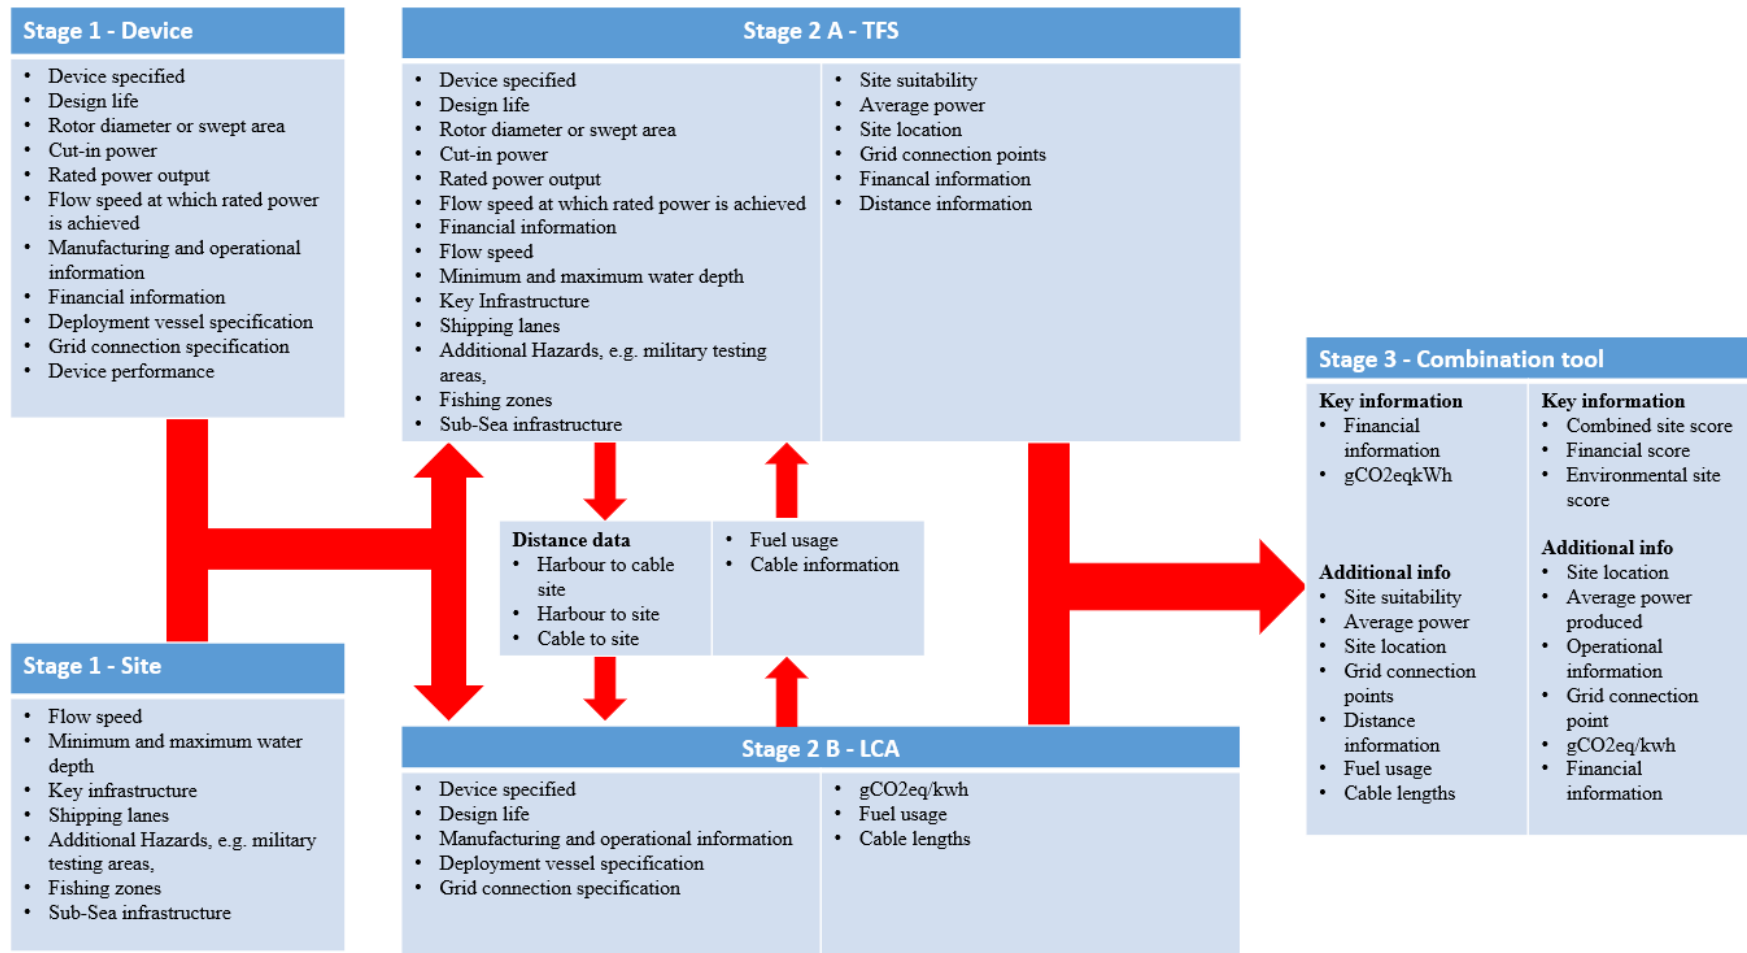 Stage 1 - Device
• Device specified
• Design life
• Rotor diameter or swept area
• Cut-in power
• Rated power output
• Flow speed at which rated power
is achieved
• Manufacturing and operational
information
• Financial information
• Deployment vessel specification
• Grid connection specification
• Device performance
Stage 1 - Site
• Flow speed
• Minimum and maximum water
depth
• Key infrastructure
• Shipping lanes
• Additional Hazards, e.g. military
testing areas,
• Fishing zones
• Sub-Sea infrastructure
Stage 2 A - TFS
• Device specified
• Design life
• Rotor diameter or swept area
• Cut-in power
• Rated power output
• Flow speed at which rated power is achieved
• Financial information
• Flow speed
• Minimum and maximum water depth
• Key Infrastructure
• Shipping lanes
• Additional Hazards, e.g. military testing
areas,
• Fishing zones
• Sub-Sea infrastructure
• Site suitability
• Average power
• Site location
• Grid connection points
• Financal information
• Distance information
Distance data
• Harbour to cable
site
• Harbour to site
• Cable to site
• Fuel usage
• Cable information
Stage 2 B - LCA
• Device specified
• Design life
• Manufacturing and operational information
• Deployment vessel specification
• Grid connection specification
• gCO2eq/kwh
• Fuel usage
• Cable lengths
Stage 3 - Combination tool
Key information
• Financial
information
• gCO2eqkWh
Additional info
• Site suitability
• Average power
• Site location
• Grid connection
points
• Distance
information
• Fuel usage
• Cable lengths
Key information
• Combined site score
• Financial score
• Environmental site
score
Additional info
• Site location
• Average power
produced
• Operational
information
• Grid connection
point
• gCO2eq/kwh
• Financial
information